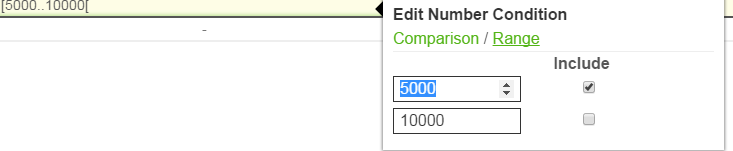 [5000..10000[
-
Edit Number Condition
Comparison / Range
Include
5000
10000